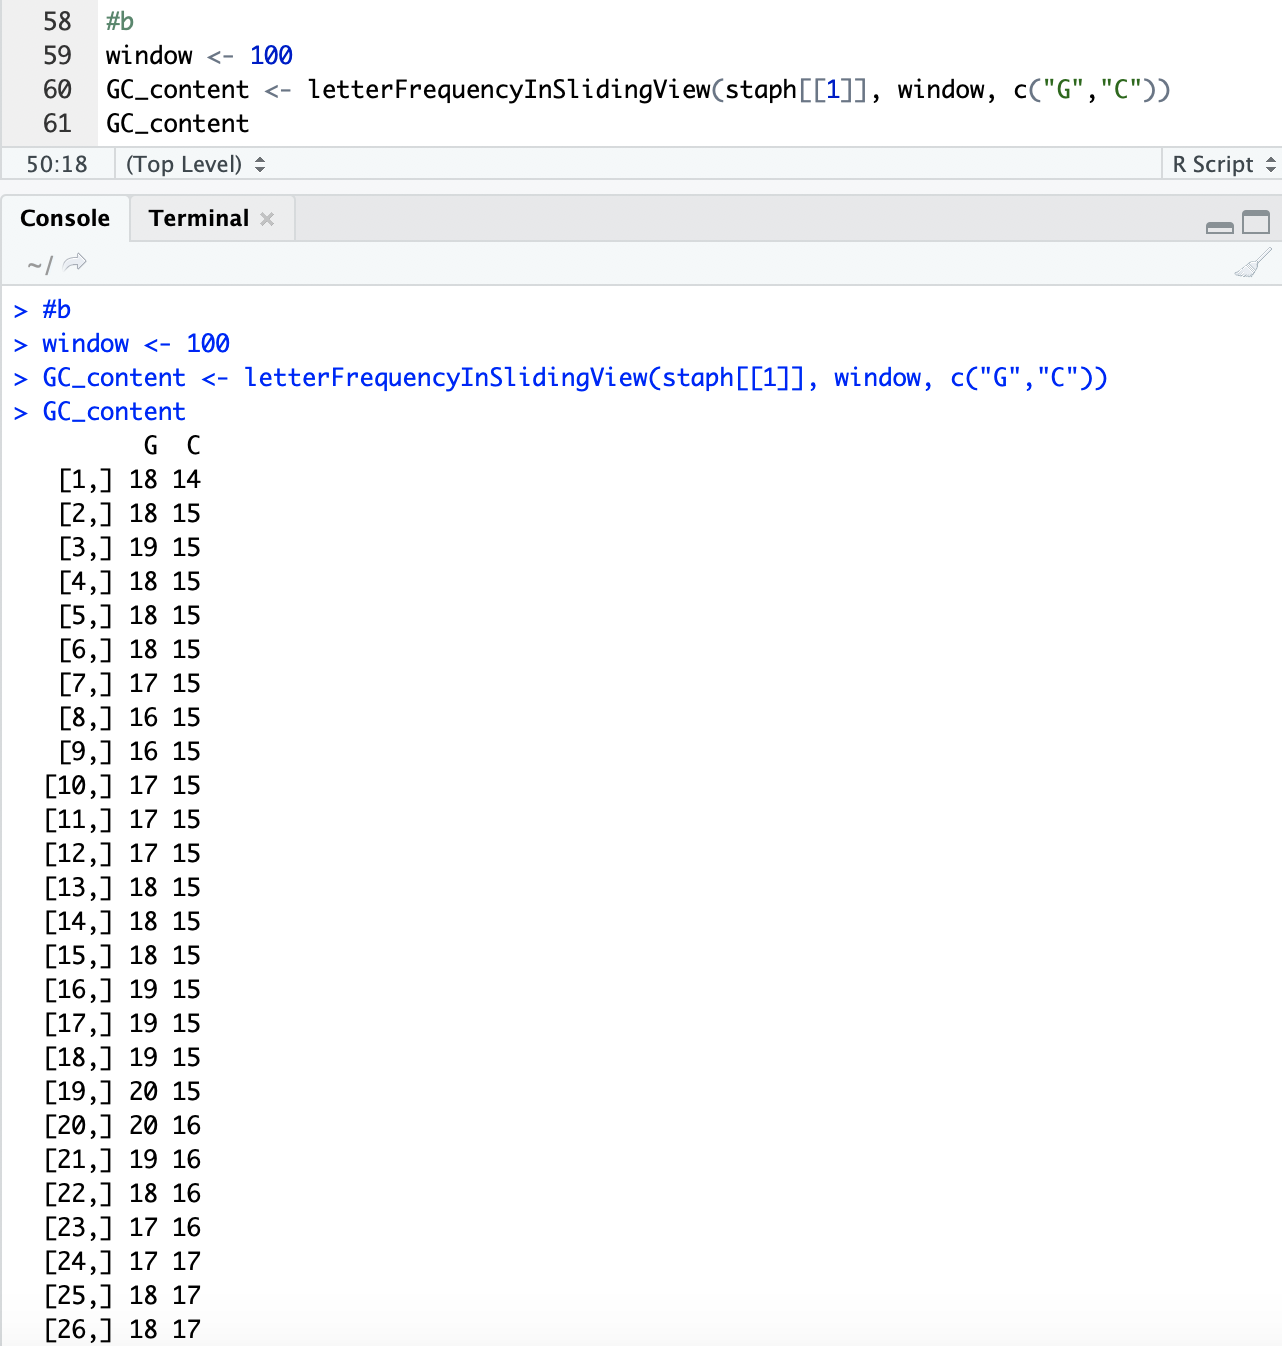 58 #b
59 window <- 100
60 GC_content <- letterFrequencyInSlidingView(staph[[1]], window, c("G","C"))
61 GC_content
50:18 (Top Level) R Script
Console Terminal
~/
> #b
> window <- 100
> GC_content <- letterFrequencyInSlidingView(staph[[1]], window, c("G","C"))
> GC_content
G C
[1,] 18 14
[2,] 18 15
[3,] 19 15
[4,] 18 15
[5,] 18 15
[6,] 18 15
[7,] 17 15
[8,] 16 15
[9,] 16 15
[10,] 17 15
[11,] 17 15
[12,] 17 15
[13,] 18 15
[14,] 18 15
[15,] 18 15
[16,] 19 15
[17,] 19 15
[18,] 19 15
[19,] 20 15
[20,] 20 16
[21,] 19 16
[22,] 18 16
[23,] 17 16
[24,] 17 17
[25,] 18 17
[26,] 18 17